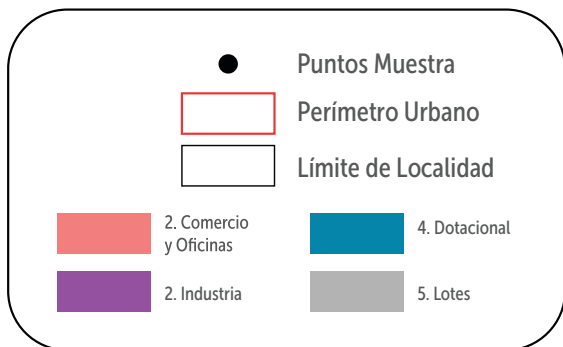 Puntos Muestra
Perímetro Urbano
Límite de Localidad
2. Comercio
y Oficinas
4. Dotacional
2. Industria
5. Lotes